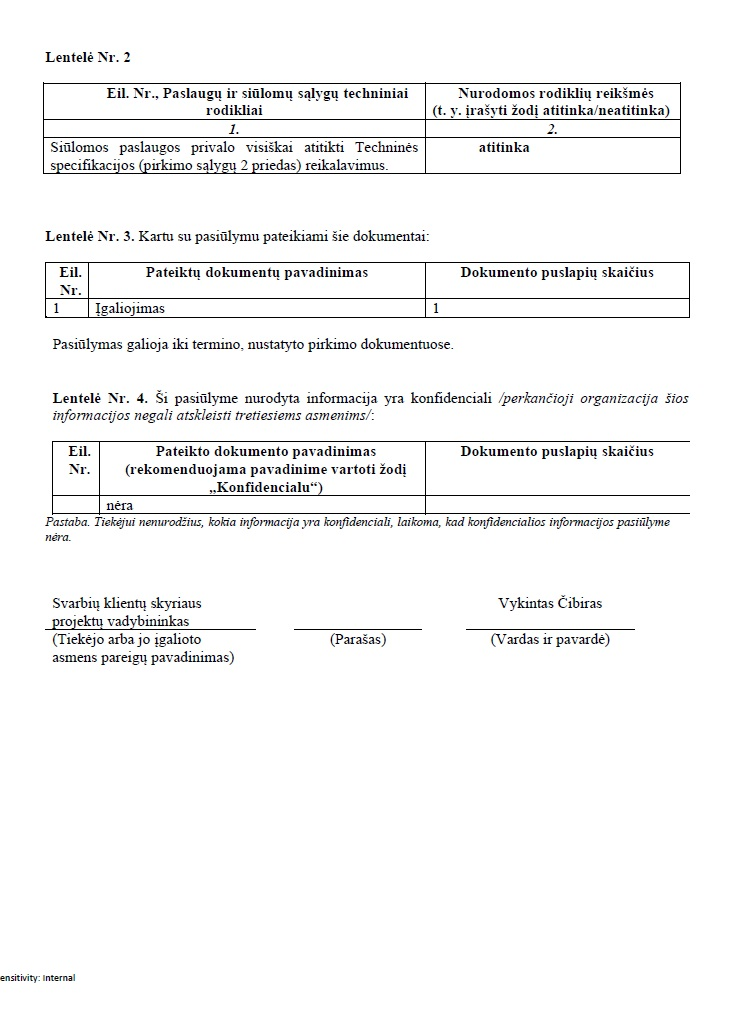 Lentelė Nr. 2
Eil. Nr., Paslaugų ir siūlomų sąlygų techniniai
rodikliai
Nurodomos rodiklių reikšmės
(t. y. įrašyti žodį atitinka/neatitinka)
1.
2.
Siūlomos paslaugos privalo visiškai atitikti Techninės
specifikacijos (pirkimo sąlygų 2 priedas) reikalavimus.
atitinka
Lentelė Nr. 3. Kartu su pasiūlymu pateikiami šie dokumentai:
Eil.
Nr.
Pateiktų dokumentų pavadinimas
Dokumento puslapių skaičius
1
Įgaliojimas
1
Pasiūlymas galioja iki termino, nustatyto pirkimo dokumentuose.
Lentelė Nr. 4. Ši pasiūlyme nurodyta informacija yra konfidenciali /perkančioji organizacija šios
informacijos negali atskleisti tretiesiems asmenims/:
Eil.
Nr.
Pateikto dokumento pavadinimas
(rekomenduojama pavadinime vartoti žodį
„Konfidencialu“)
Dokumento puslapių skaičius
nėra
Pastaba. Tiekėjui nenurodžius, kokia informacija yra konfidenciali, laikoma, kad konfidencialios informacijos pasiūlyme
nėra.
Svarbių klientų skyriaus
projektų vadybininkas
Vykintas Čibiras
(Tiekėjo arba jo įgalioto
asmens pareigų pavadinimas)
(Parašas)
(Vardas ir pavardė)
ensitivity: Internal